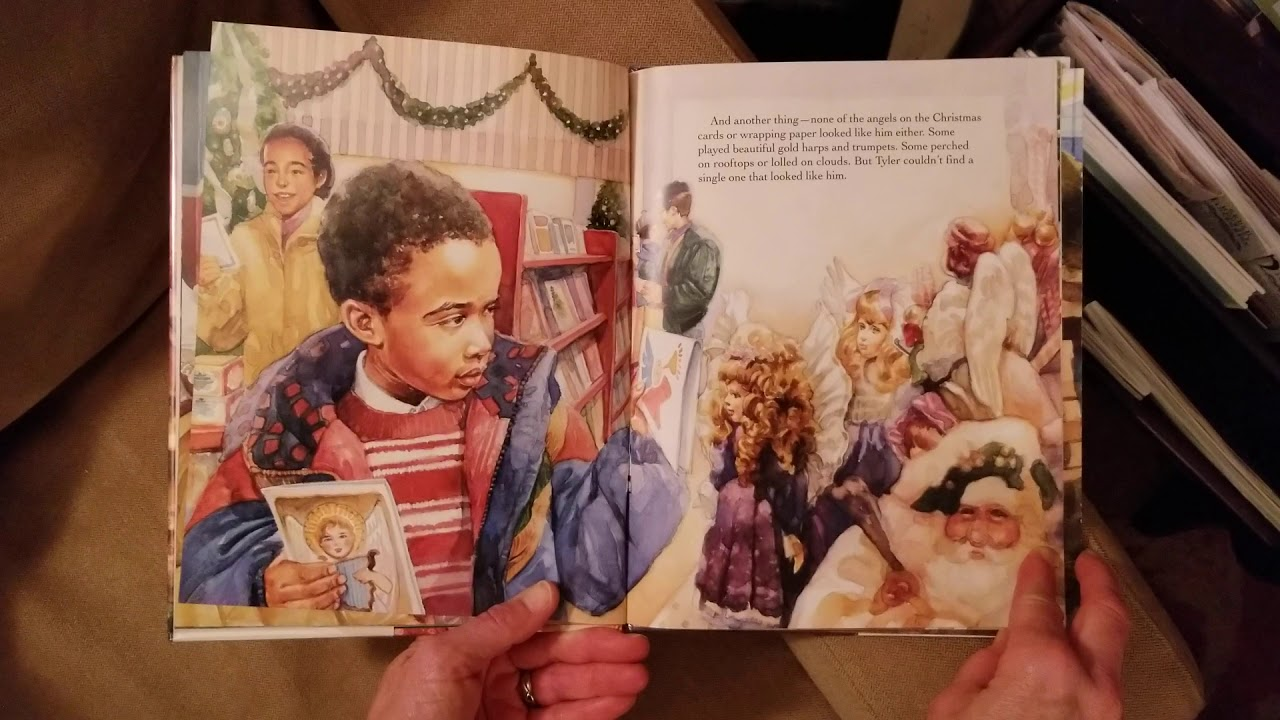 And another thing—none of the angels on the Christmas
cards or wrapping paper looked like him either. Some
played beautiful gold harps and trumpets. Some perched
on rooftops or lolled on clouds. But Tyler couldn't find a
single one that looked like him.